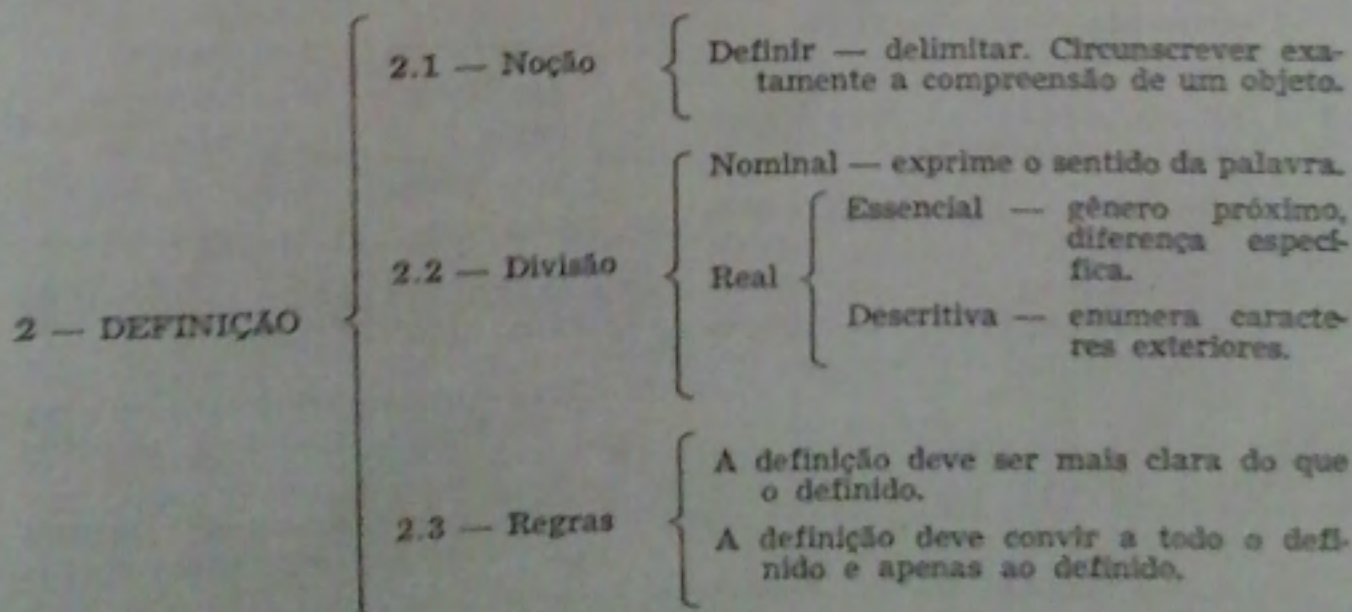 2.1 — Noção
Definir — delimitar. Circunscrever exa-
tamente a compreensão de um objeto.
2 — DEFINIÇÃO
2.2 — Divisão
Nominal — exprime o sentido da palavra.
Real
Essencial — gênero próximo,
diferença especí-
fica.
Descritiva — enumera caracte-
res exteriores.
2.3 — Regras
A definição deve ser mais clara do que
o definido.
A definição deve convir a todo o defi-
nido e apenas ao definido.